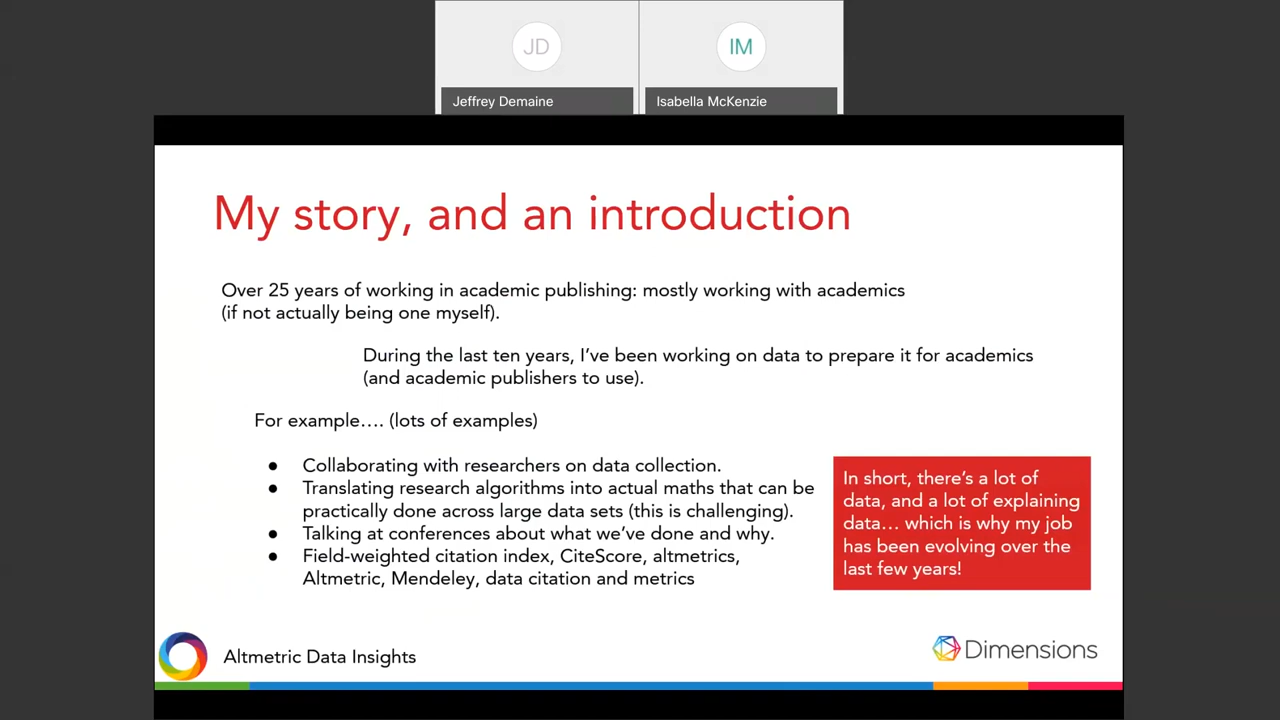 JD
IM
Jeffrey Demaine
Isabella McKenzie
My story, and an introduction
Over 25 years of working in academic publishing: mostly working with academics
(if not actually being one myself).
During the last ten years, I've been working on data to prepare it for academics
(and academic publishers to use).
For example…. (lots of examples)
● Collaborating with researchers on data collection.
● Translating research algorithms into actual maths that can be
practically done across large data sets (this is challenging).
● Talking at conferences about what we've done and why.
● Field-weighted citation index, CiteScore, altmetrics,
Altmetric, Mendeley, data citation and metrics
In short, there's a lot of
data, and a lot of explaining
data… which is why my job
has been evolving over the
last few years!
Altmetric Data Insights
Dimensions